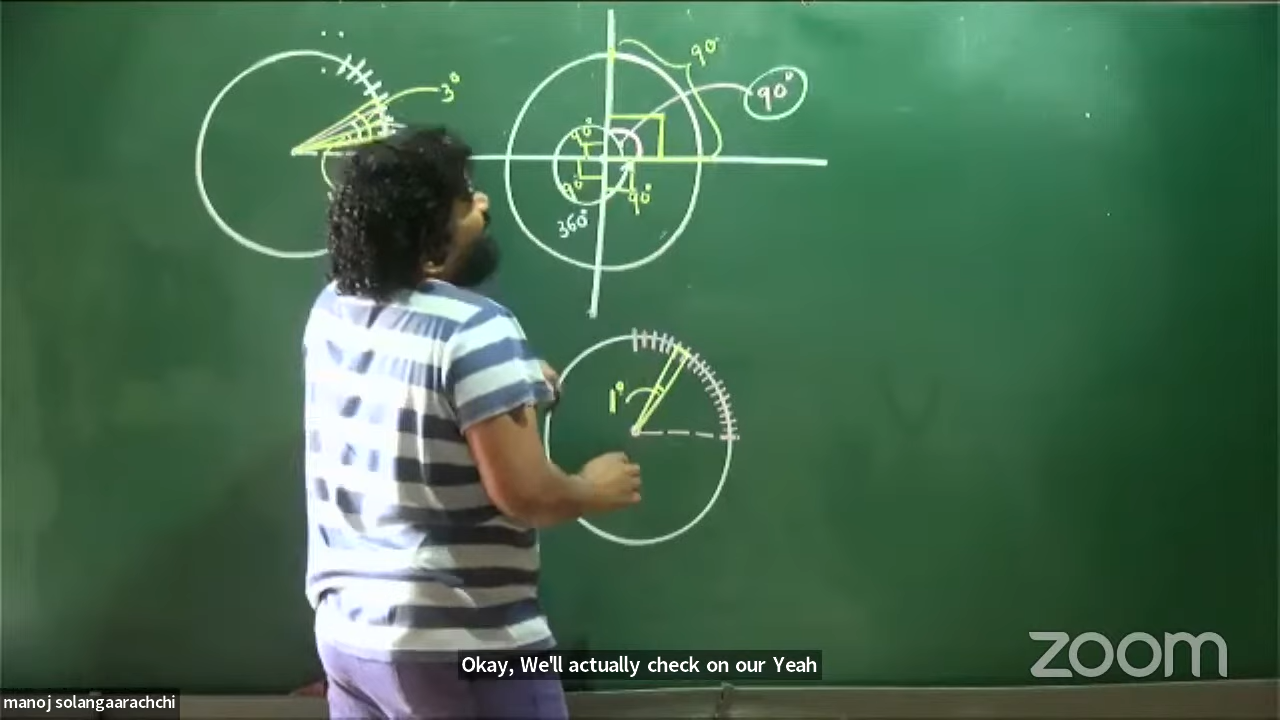 3°
90°
90°
90°
90°
90°
360°
1°
Okay, We'll actually check on our Yeah
zoom
manoj solangaarachchi